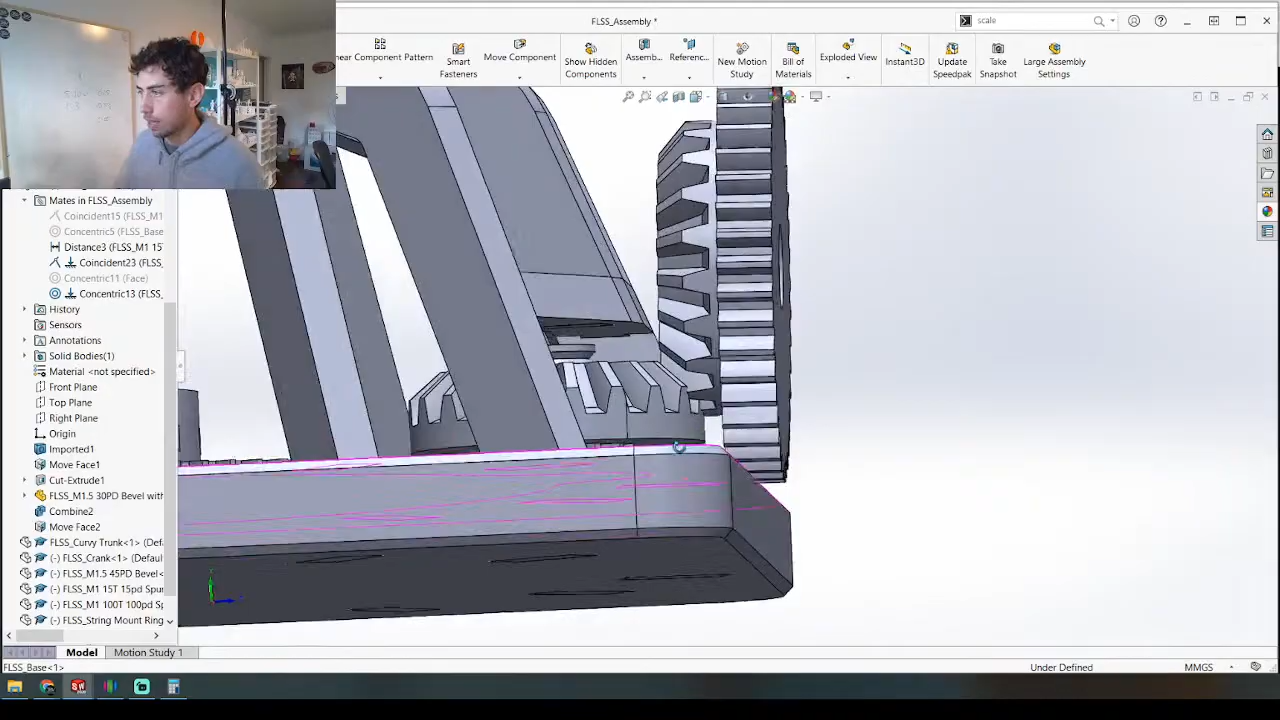 FLSS_Assembly *
scale
near Component Pattern
Smart Fasteners
Move Component
Show Hidden Components
Assemb...
Referenc...
New Motion Study
Bill of Materials
Exploded View
Instant3D
Update Speedpak
Take Snapshot
Large Assembly Settings
Mates in FLSS_Assembly
Coincident15 (FLSS_M1
Concentric5 (FLSS_Base
Distance3 (FLSS_M1 15
Coincident23 (FLSS_
Concentric11 (Face)
Concentric13 (FLSS_
History
Sensors
Annotations
Solid Bodies(1)
Material <not specified>
Front Plane
Top Plane
Right Plane
Origin
Imported1
Move Face1
Cut-Extrude1
FLSS_M1.5 30PD Bevel with
Combine2
Move Face2
FLSS_Curvy Trunk<1> (Defa
(-) FLSS_Crank<1> (Default
(-) FLSS_M1.5 45PD Bevel<
(-) FLSS_M1 15T 15pd Spu
(-) FLSS_M1 100T 100pd Sp
(-) FLSS_String Mount Ring
Model
Motion Study 1
FLSS_Base<1>
Under Defined
MMGS